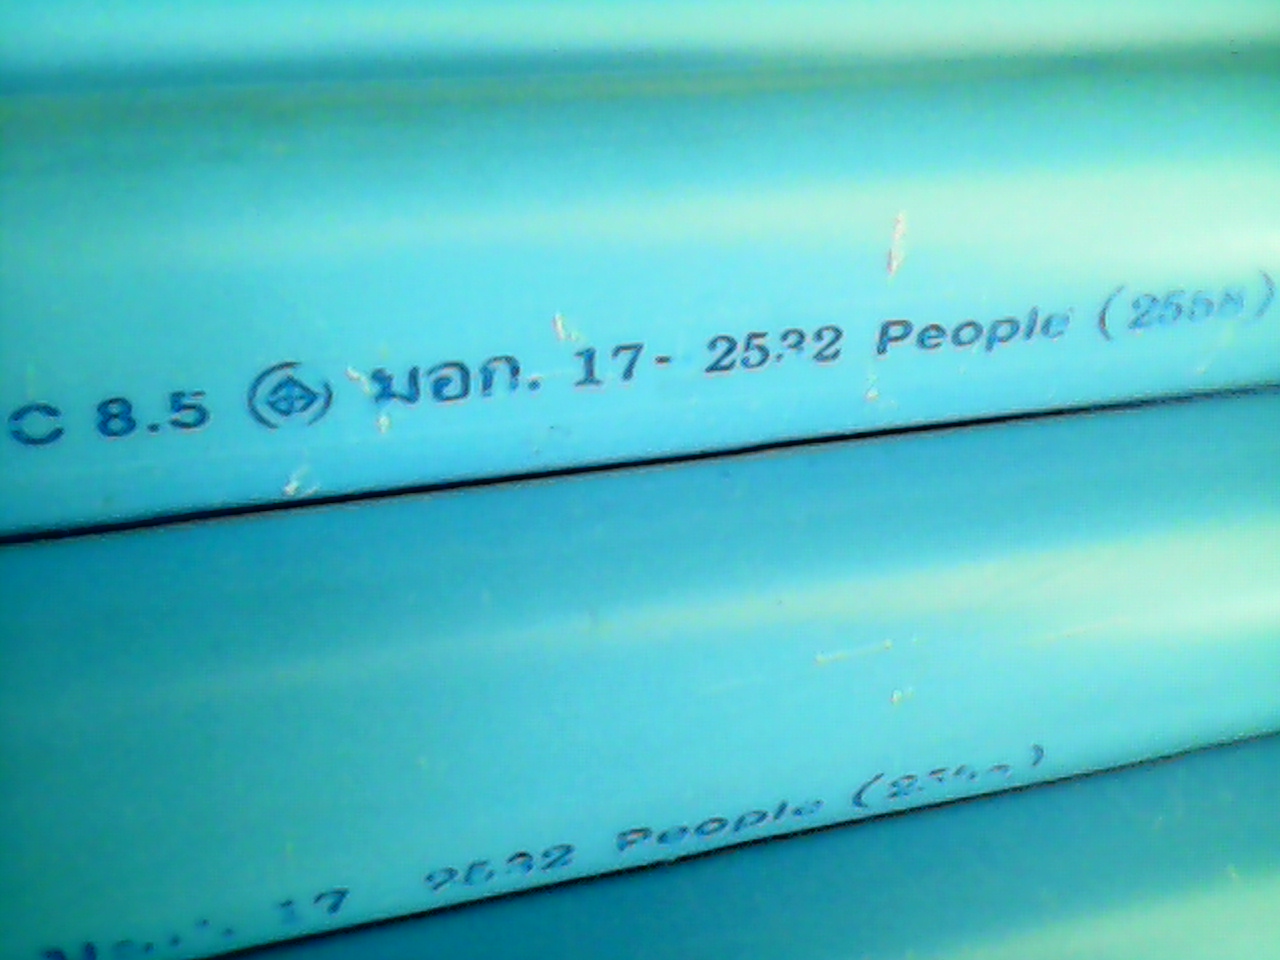 C 8.5 มอก. 17- 2532 People (2558)
17 2532 People